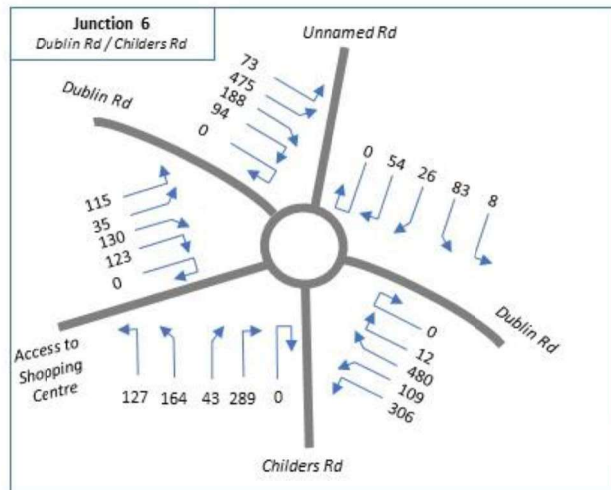 Junction 6
Dublin Rd / Childers Rd
Unnamed Rd
Dublin Rd
73
475
188
94
0
0
54
26
83
8
115
35
130
123
0
Dublin Rd
0
12
480
109
306
Access to
Shopping
Centre
127
164
43
289
0
Childers Rd